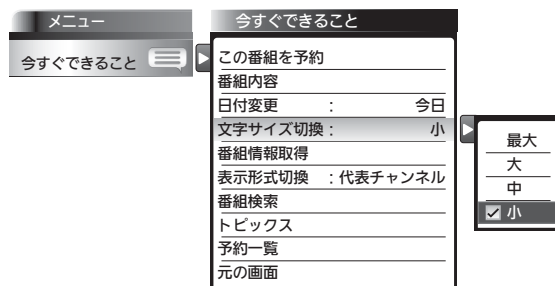 メニュー
今すぐできること
今すぐできること
この番組を予約
番組内容
日付変更 : 今日
文字サイズ切換 : 小
番組情報取得
表示形式切換 : 代表チャンネル
番組検索
トピックス
予約一覧
元の画面
最大
大
中
小